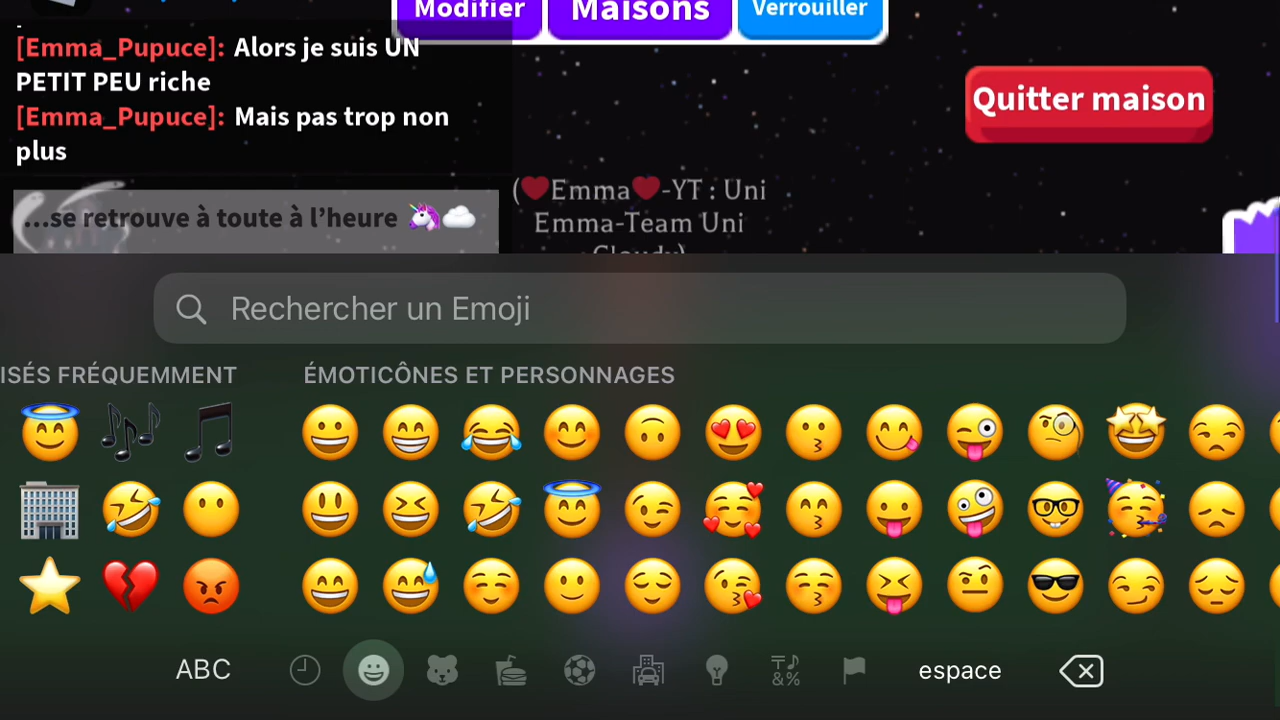 Modifier
Maisons
Verrouiller
[Emma_Pupuce]: Alors je suis UN
PETIT PEU riche
[Emma_Pupuce]: Mais pas trop non
plus
Quitter maison
...se retrouve à toute à l’heure 🦄☁️
(❤️Emma❤️-YT : Uni
Emma-Team Uni
Cloudy)
Rechercher un Emoji
ISÉS FRÉQUEMMENT
ÉMOTICÔNES ET PERSONNAGES
ABC
espace